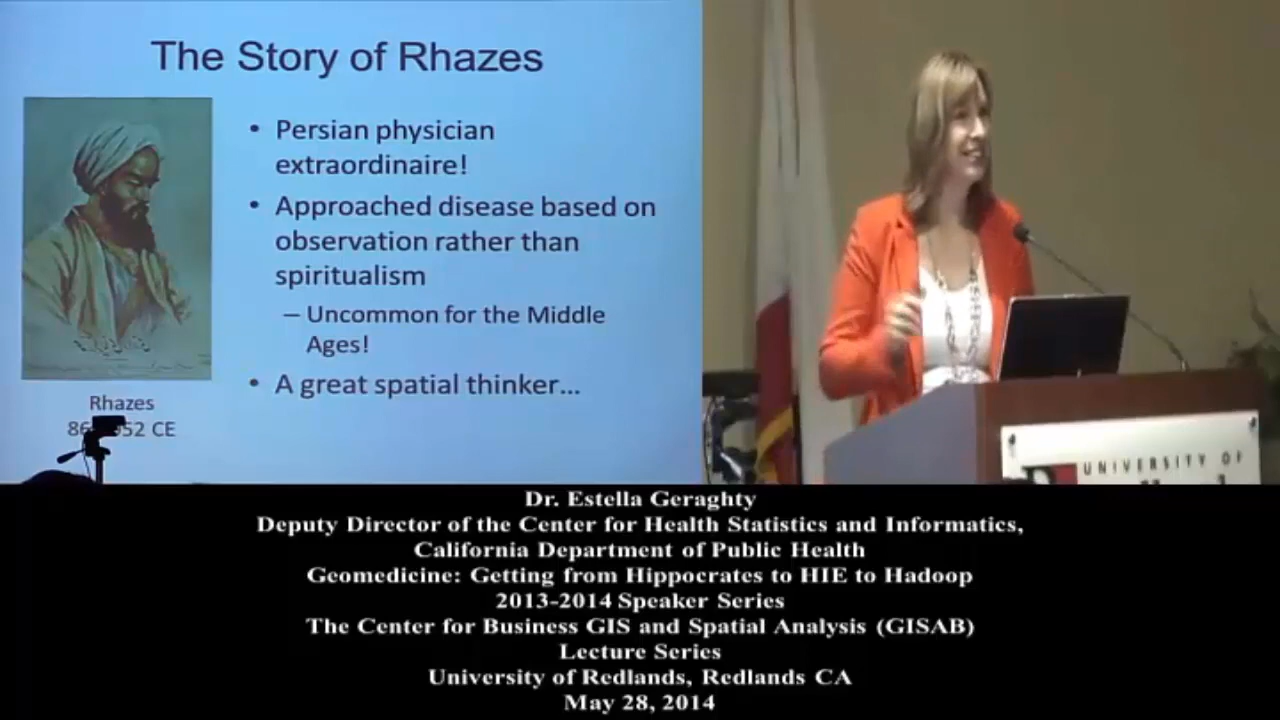 The Story of Rhazes
• Persian physician
extraordinaire!
• Approached disease based on
observation rather than
spiritualism
– Uncommon for the Middle
Ages!
• A great spatial thinker...
Rhazes
CE
UNIVERSITY OF
Dr. Estella Geraghty
Deputy Director of the Center for Health Statistics and Informatics,
California Department of Public Health
Geomedicine: Getting from Hippocrates to HIE to Hadoop
2013-2014 Speaker Series
The Center for Business GIS and Spatial Analysis (GISAB)
Lecture Series
University of Redlands, Redlands CA
May 28, 2014